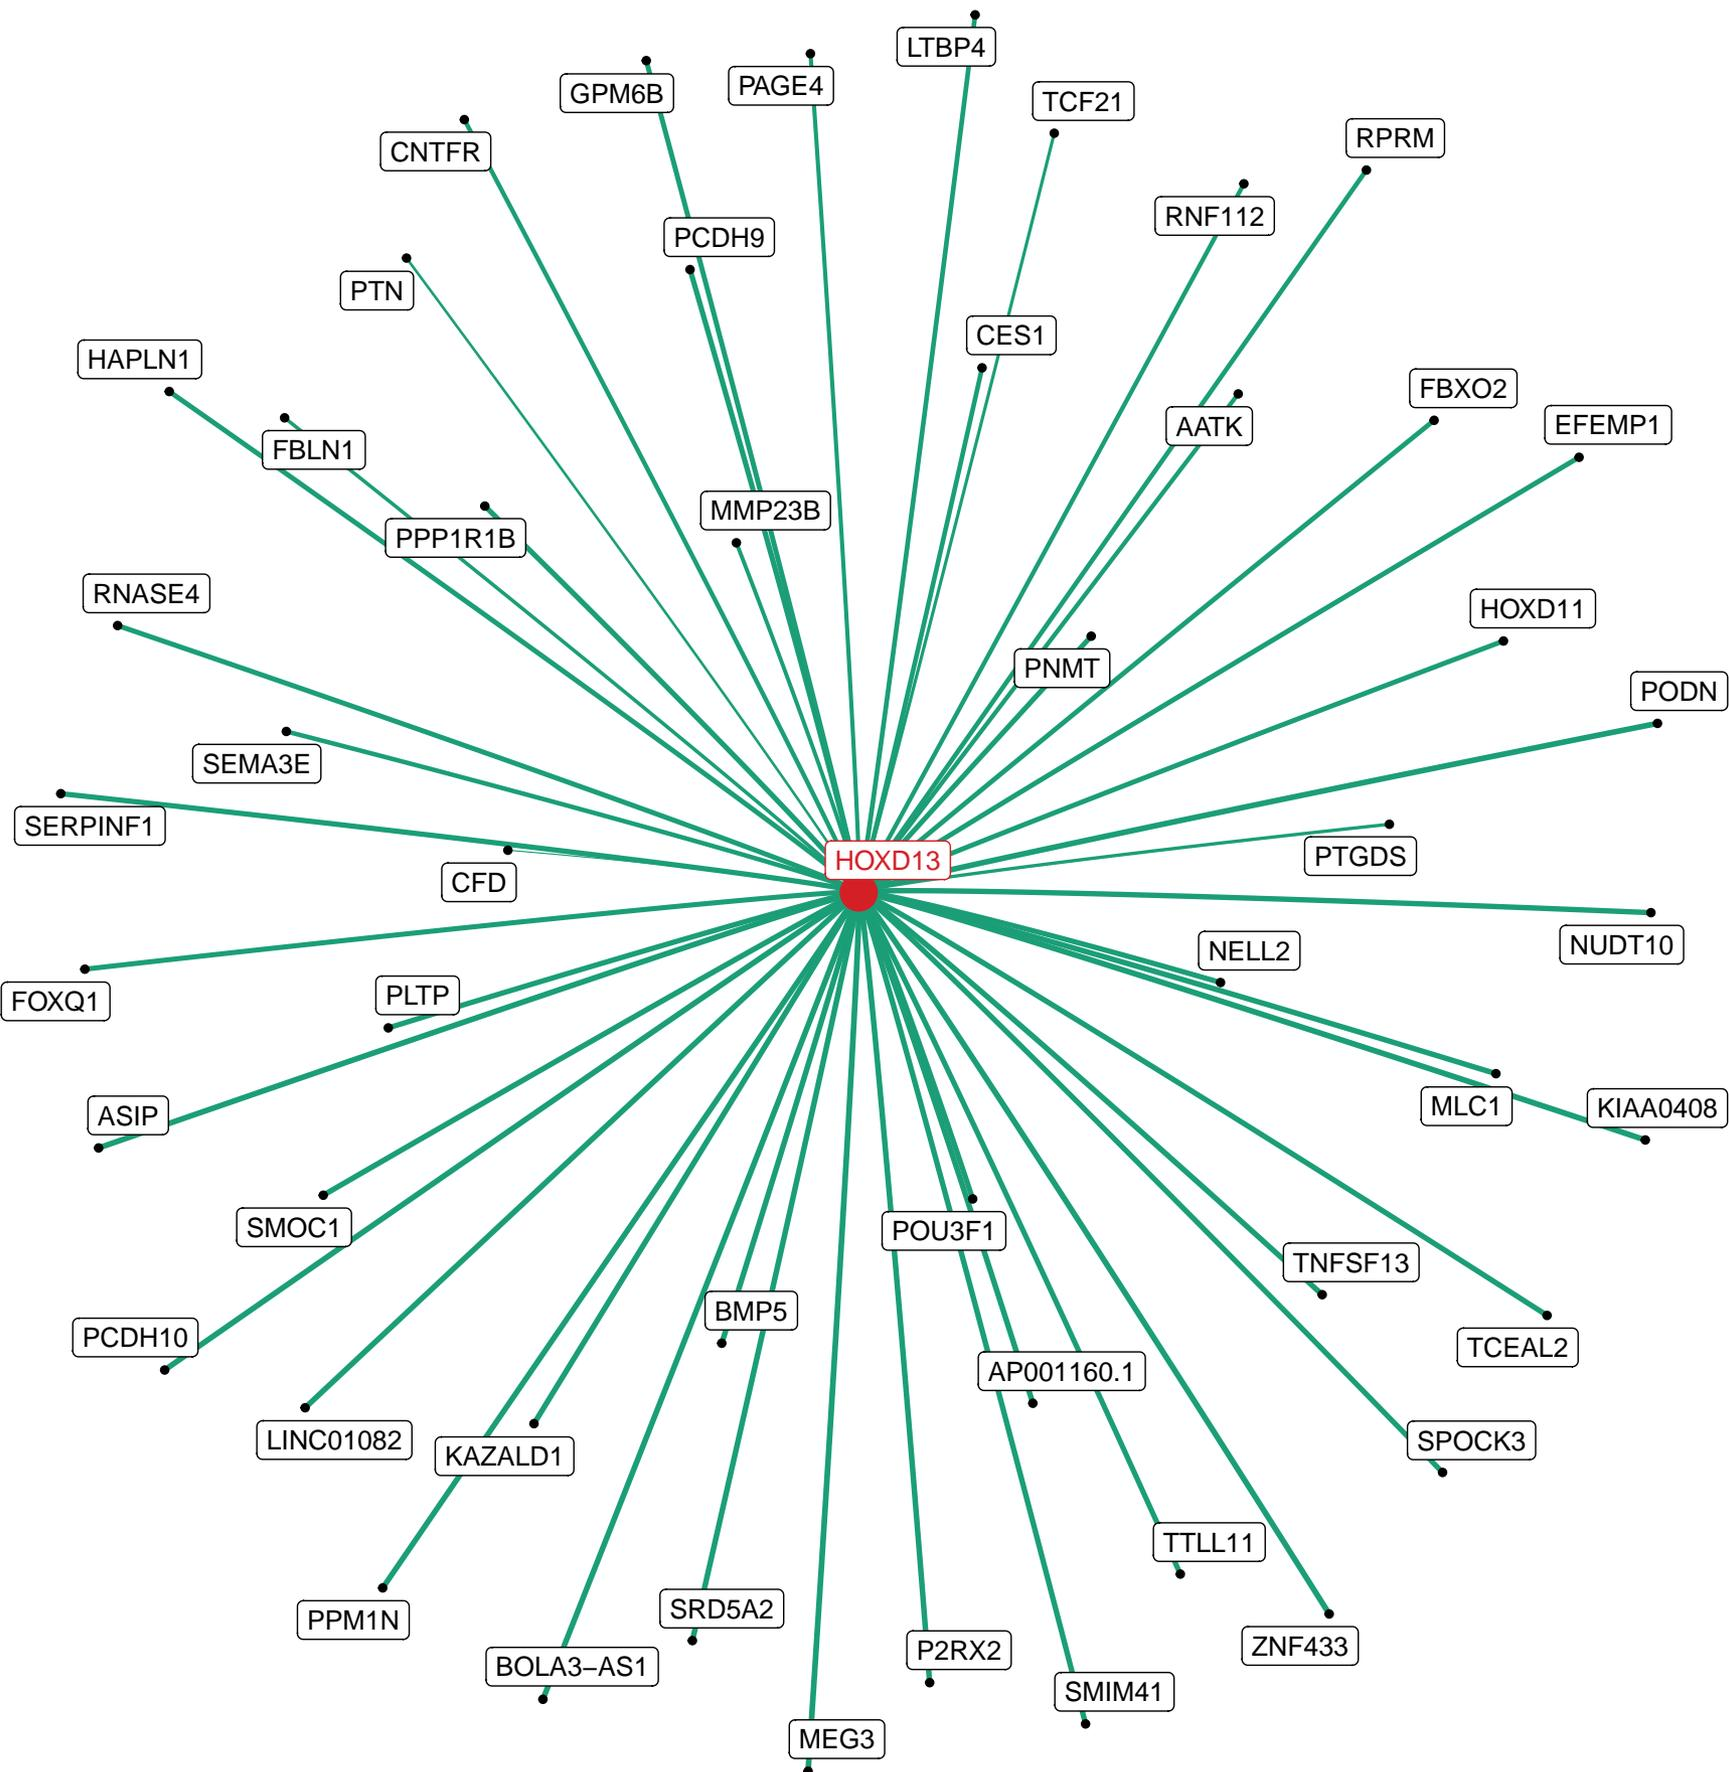 LTBP4
PAGE4
GPM6B
TCF21
RPRM
CNTFR
RNF112
PCDH9
PTN
CES1
HAPLN1
FBXO2
EFEMP1
AATK
FBLN1
MMP23B
PPP1R1B
RNASE4
HOXD11
PNMT
PODN
SEMA3E
SERPINF1
PTGDS
HOXD13
CFD
NUDT10
NELL2
PLTP
FOXQ1
MLC1
KIAA0408
ASIP
SMOC1
POU3F1
TNFSF13
BMP5
PCDH10
TCEAL2
AP001160.1
LINC01082
SPOCK3
KAZALD1
TTLL11
SRD5A2
PPM1N
ZNF433
P2RX2
BOLA3–AS1
SMIM41
MEG3